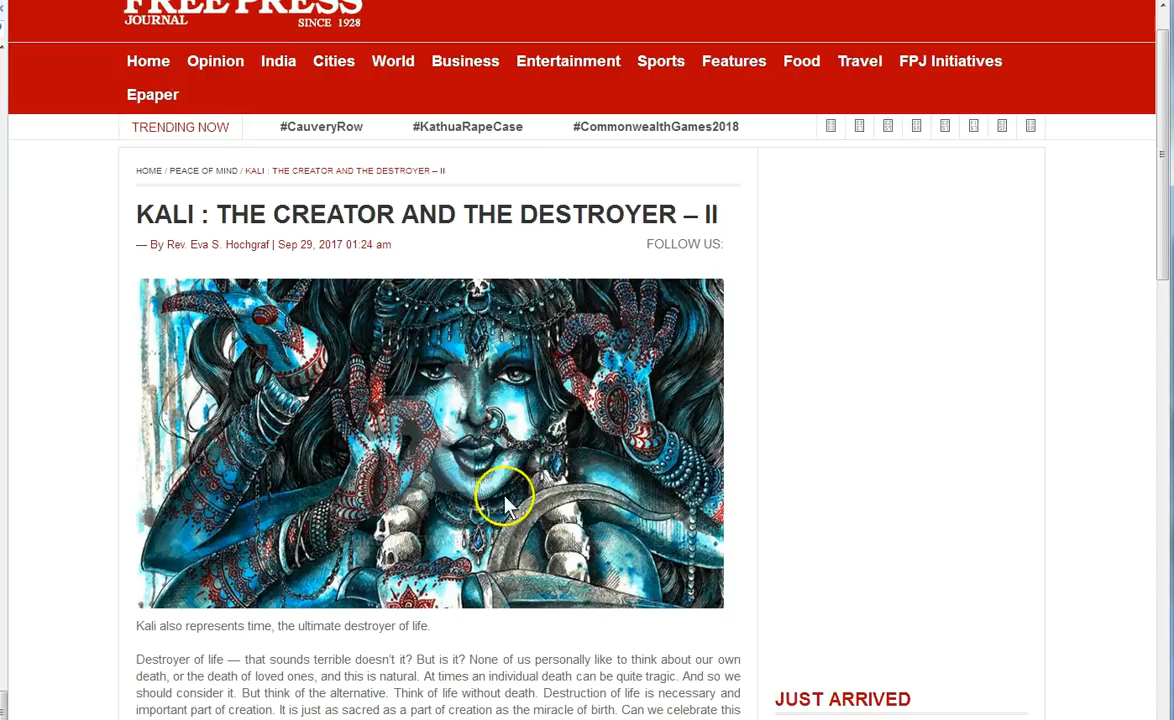 FREE PRESS
JOURNAL
SINCE 1928
Home Opinion India Cities World Business Entertainment Sports Features Food Travel FPJ Initiatives
Epaper
TRENDING NOW #CauveryRow #KathuaRapeCase #CommonwealthGames2018
HOME / PEACE OF MIND / KALI : THE CREATOR AND THE DESTROYER – II
KALI : THE CREATOR AND THE DESTROYER – II
— By Rev. Eva S. Hochgraf | Sep 29, 2017 01:24 am
FOLLOW US:
Kali also represents time, the ultimate destroyer of life.
Destroyer of life — that sounds terrible doesn't it? But is it? None of us personally like to think about our own
death, or the death of loved ones, and this is natural. At times an individual death can be quite tragic. And so we
should consider it. But think of the alternative. Think of life without death. Destruction of life is necessary and
important part of creation. It is just as sacred as a part of creation as the miracle of birth. Can we celebrate this
JUST ARRIVED